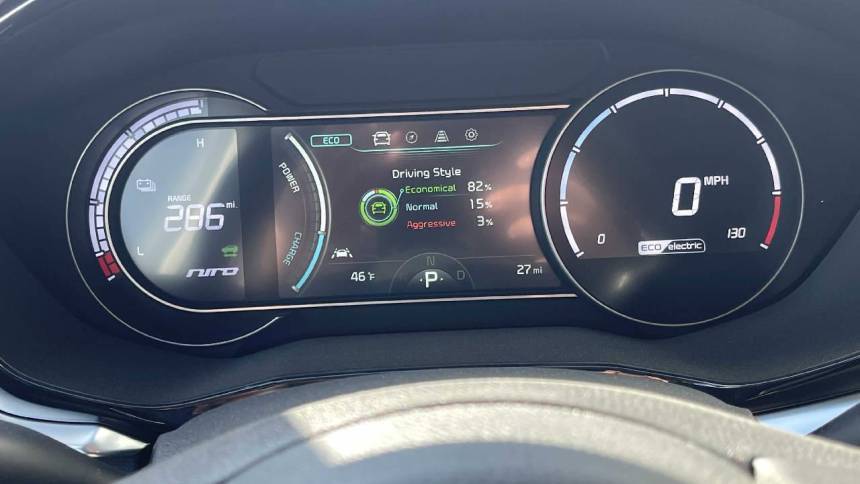 H
RANGE
286 mi.
L
niro
ECO
POWER
CHARGE
Driving Style
Economical 82%
Normal 15%
Aggressive 3%
46°F
N
P D
27 mi
0 MPH
0 130
ECO electric